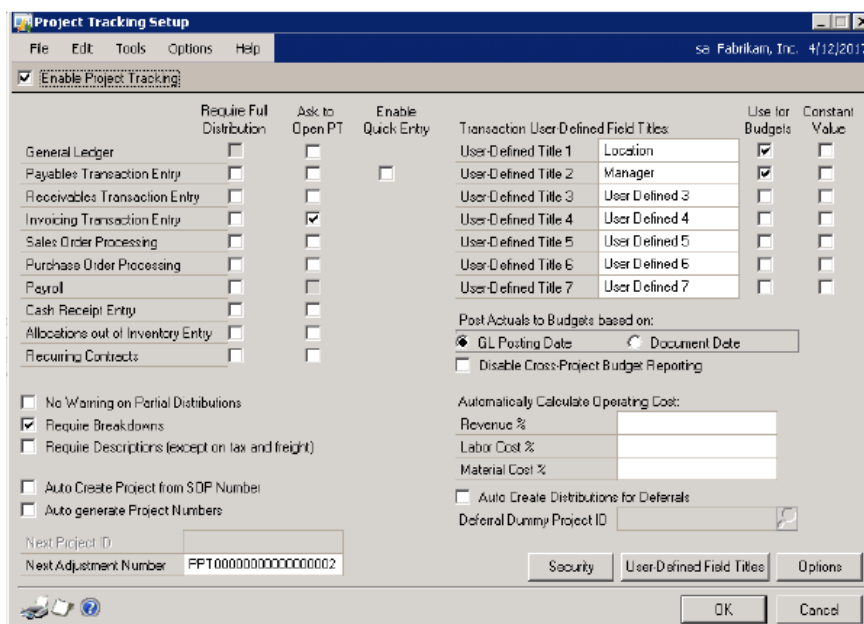 Project Tracking Setup
File Edit Tools Options Help sa Fabrikam, Inc. 4/12/2017
Enable Project Tracking
Require Full Distribution Ask to Open PT Enable Quick Entry
General Ledger
Payables Transaction Entry
Receivables Transaction Entry
Invoicing Transaction Entry
Sales Order Processing
Purchase Order Processing
Payroll
Cash Receipt Entry
Allocations out of Inventory Entry
Recurring Contracts
No Warning on Partial Distributions
Require Breakdowns
Require Descriptions (except on tax and freight)
Auto Create Project from SOP Number
Auto generate Project Numbers
Next Project ID
Next Adjustment Number PPT00000000000000002
Transaction User-Defined Field Titles: Use for Budgets Constant Value
User-Defined Title 1 Location
User-Defined Title 2 Manager
User-Defined Title 3 User Defined 3
User-Defined Title 4 User Defined 4
User-Defined Title 5 User Defined 5
User-Defined Title 6 User Defined 6
User-Defined Title 7 User Defined 7
Post Actuals to Budgets based on:
GL Posting Date Document Date
Disable Cross-Project Budget Reporting
Automatically Calculate Operating Cost:
Revenue %
Labor Cost %
Material Cost %
Auto Create Distributions for Deferrals
Deferral Dummy Project ID
Security User-Defined Field Titles Options
OK Cancel